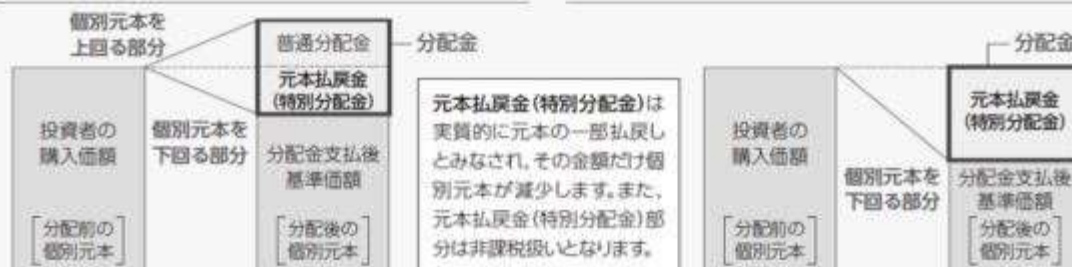 個別元本を
上回る部分
普通分配金
分配金
元本払戻金
(特別分配金)
投資者の
購入価額
個別元本を
下回る部分
分配金支払後
基準価額
[分配前の
個別元本]
[分配後の
個別元本]
元本払戻金(特別分配金)は
実質的に元本の一部払戻し
とみなされ、その金額だけ個
別元本が減少します。また、
元本払戻金(特別分配金)部
分は非課税扱いとなります。
分配金
元本払戻金
(特別分配金)
投資者の
購入価額
個別元本を
下回る部分
分配金支払後
基準価額
[分配前の
個別元本]
[分配後の
個別元本]